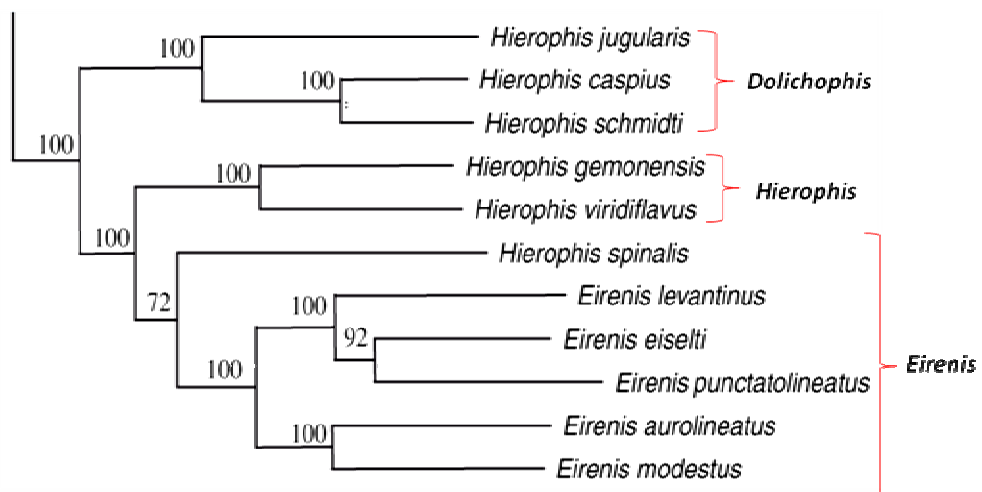 100
Hierophis jugularis
100
Hierophis caspius
Dolichophis
Hierophis schmidti
100
100
Hierophis gemonensis
Hierophis
Hierophis viridiflavus
100
Hierophis spinalis
72
100
Eirenis levantinus
92
Eirenis eiselti
Eirenis
100
Eirenis punctatolineatus
100
Eirenis aurolineatus
Eirenis modestus